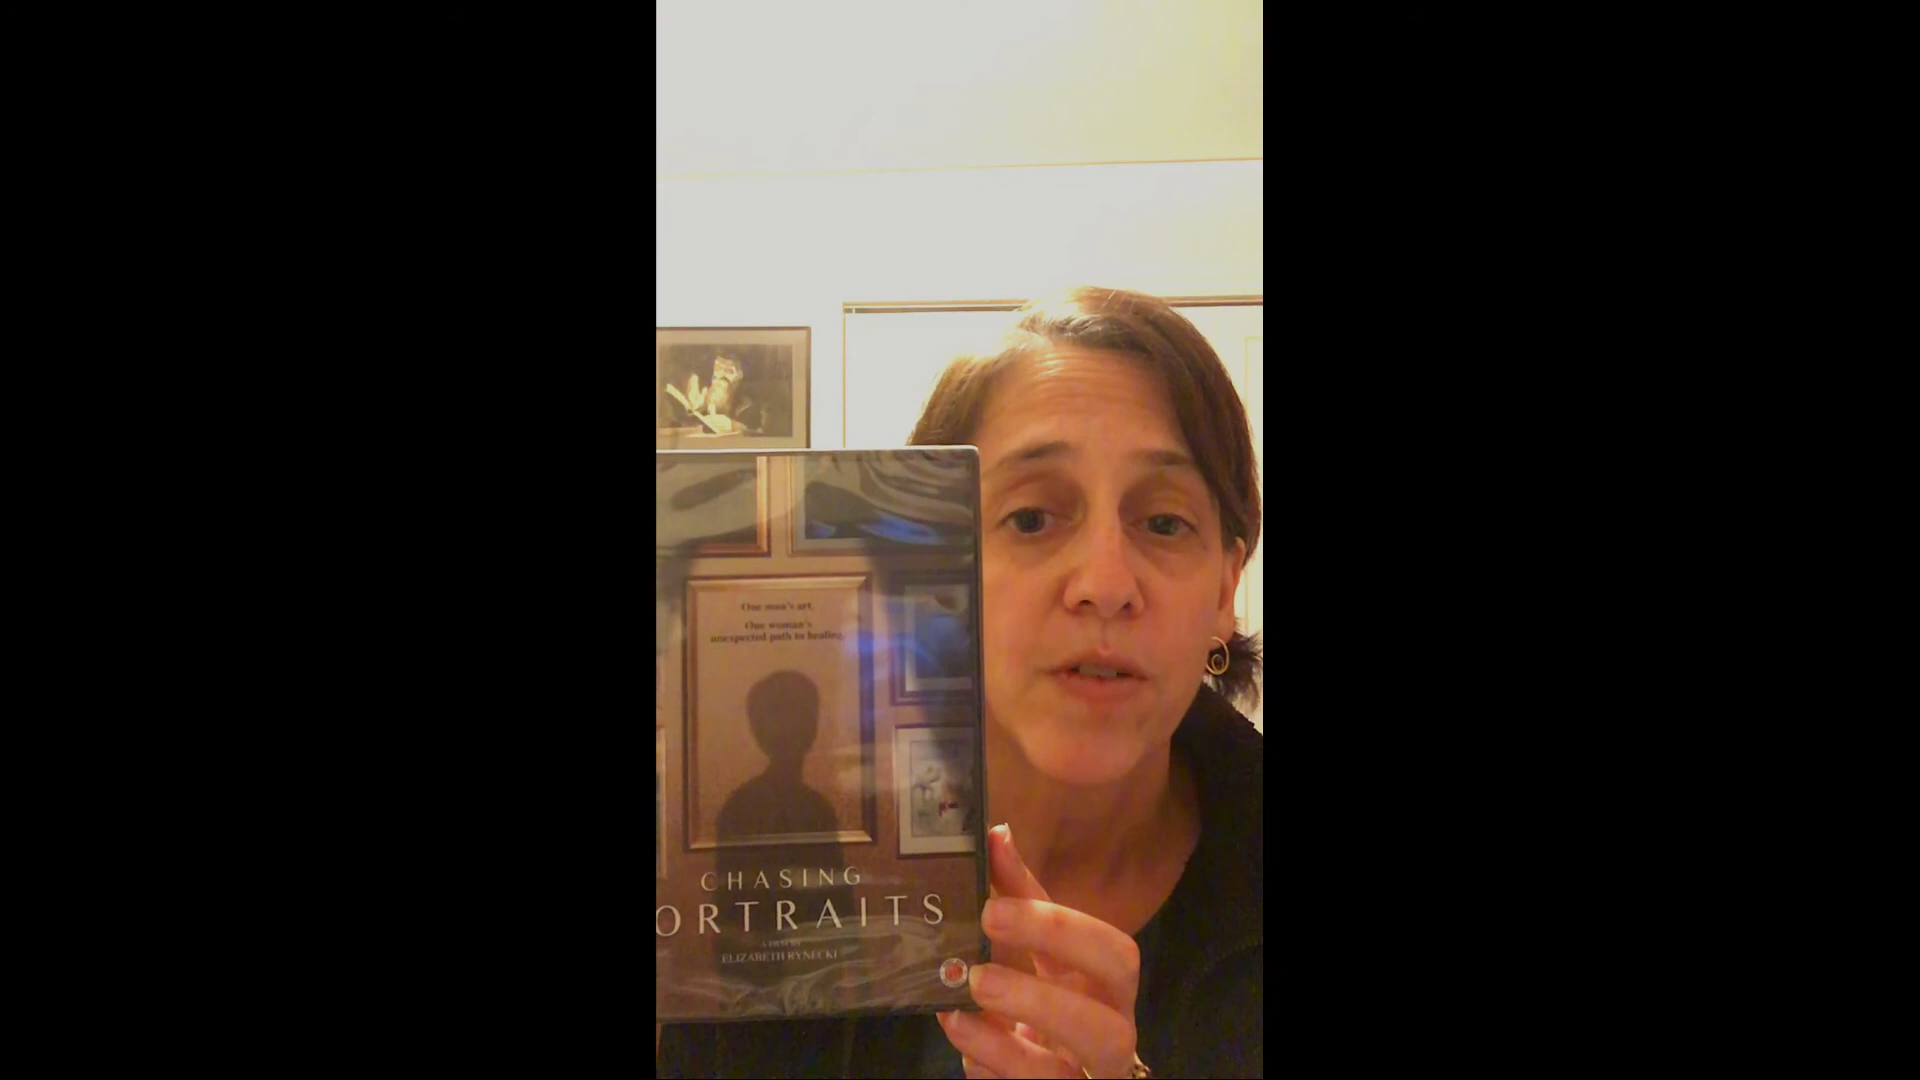 One man's art.
One woman's
unexpected path to healing.
CHASING
ORTRAITS
A FILM BY
ELIZABETH RYNECKI